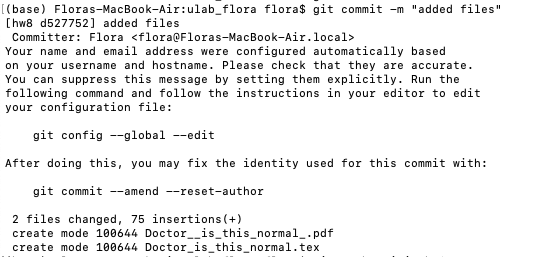 (base) Floras-MacBook-Air:ulab_flora flora$ git commit -m "added files"
[hw8 d527752] added files
Committer: Flora <flora@Floras-MacBook-Air.local>
Your name and email address were configured automatically based
on your username and hostname. Please check that they are accurate.
You can suppress this message by setting them explicitly. Run the
following command and follow the instructions in your editor to edit
your configuration file:
git config --global --edit
After doing this, you may fix the identity used for this commit with:
git commit --amend --reset-author
2 files changed, 75 insertions(+)
create mode 100644 Doctor__is_this_normal_.pdf
create mode 100644 Doctor_is_this_normal.tex